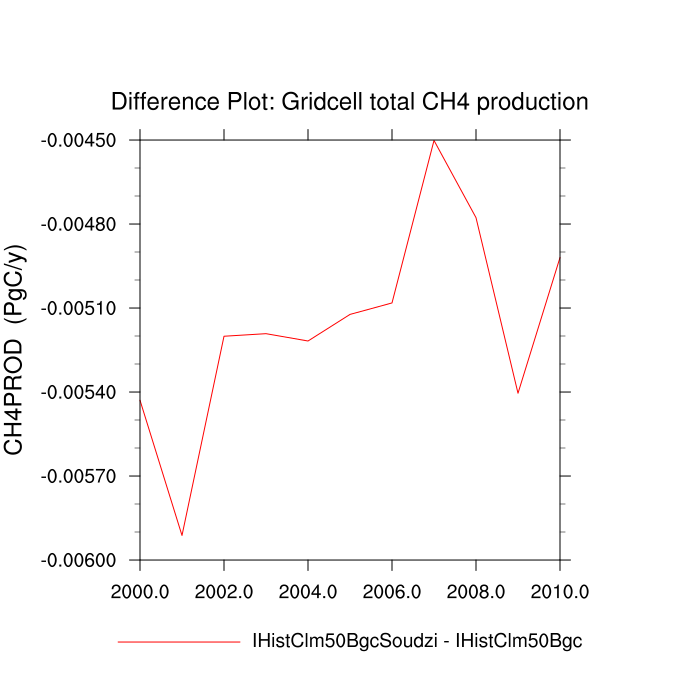 Difference Plot: Gridcell total CH4 production
CH4PROD (PgC/y)
-0.00450
-0.00480
-0.00510
-0.00540
-0.00570
-0.00600
2000.0 2002.0 2004.0 2006.0 2008.0 2010.0
IHistClm50BgcSoudzi - IHistClm50Bgc